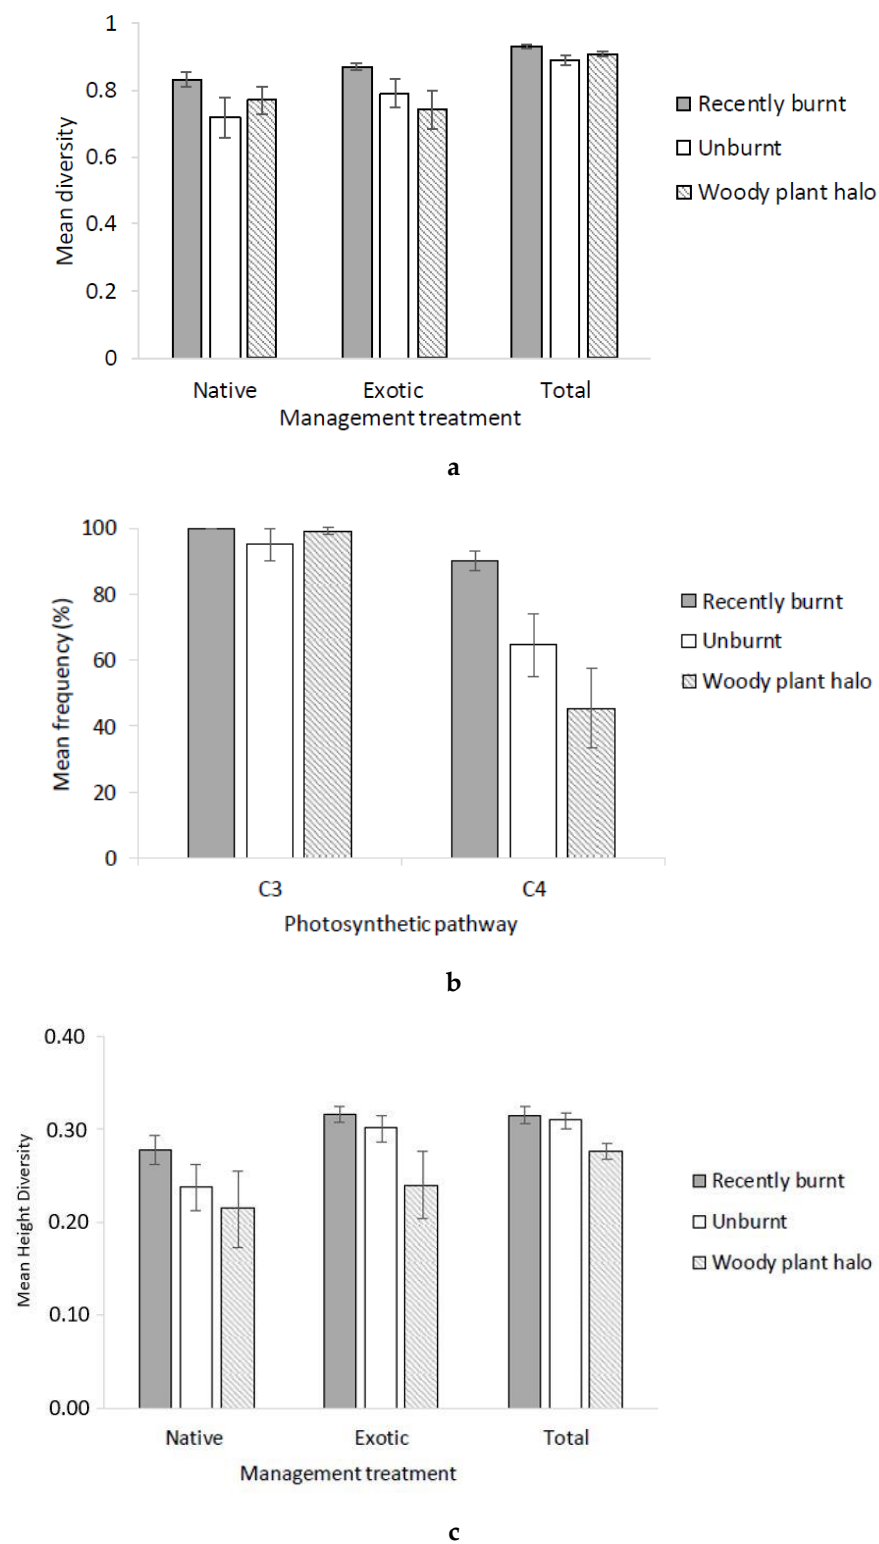 1
0.8
0.6
0.4
0.2
0
Mean diversity
Native Exotic Total
Management treatment
Recently burnt
Unburnt
Woody plant halo
a
100
80
60
40
20
0
Mean frequency (%)
C3 C4
Photosynthetic pathway
Recently burnt
Unburnt
Woody plant halo
b
0.40
0.30
0.20
0.10
0.00
Mean Height Diversity
Native Exotic Total
Management treatment
Recently burnt
Unburnt
Woody plant halo
c